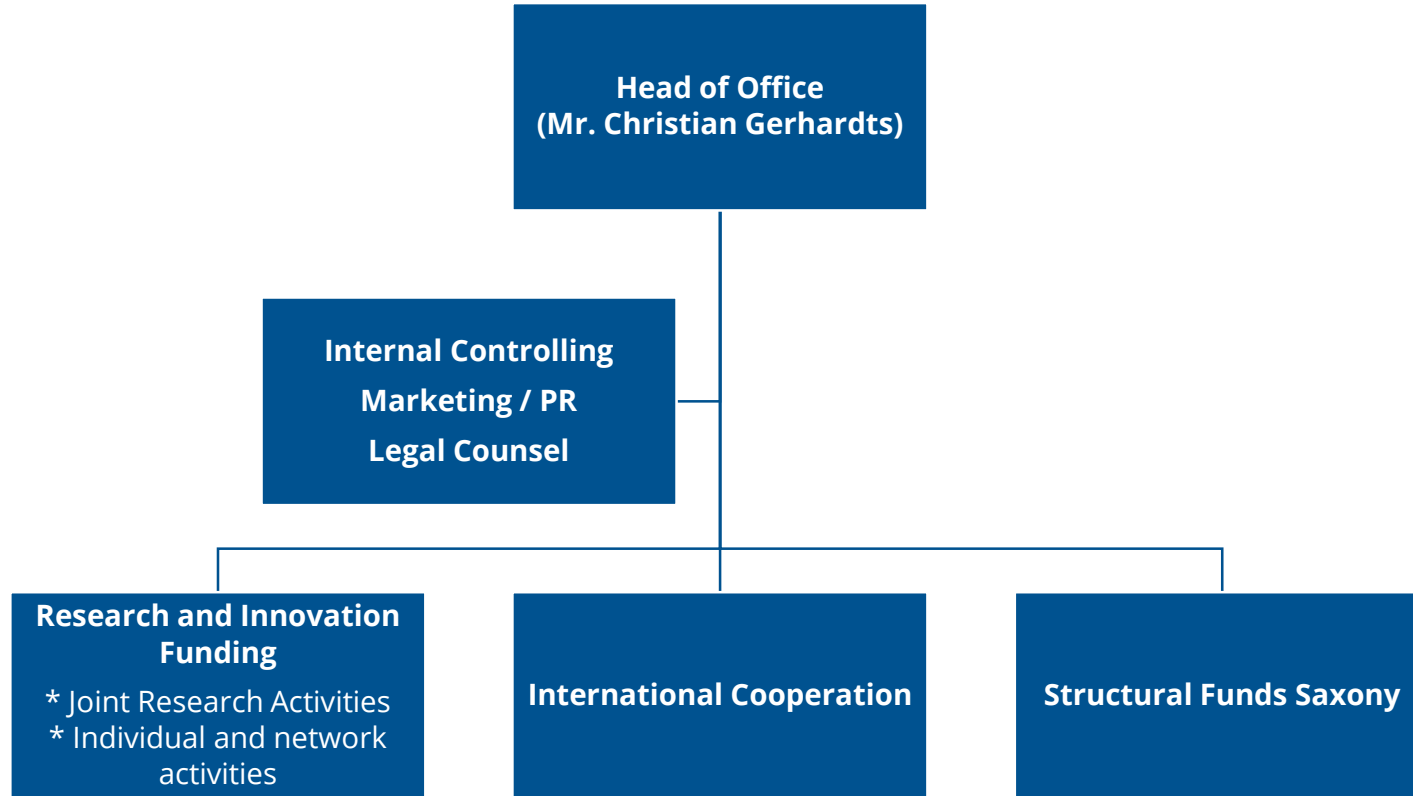 Head of Office
(Mr. Christian Gerhardts)
Internal Controlling
Marketing / PR
Legal Counsel
Research and Innovation
Funding
* Joint Research Activities
* Individual and network
activities
International Cooperation
Structural Funds Saxony